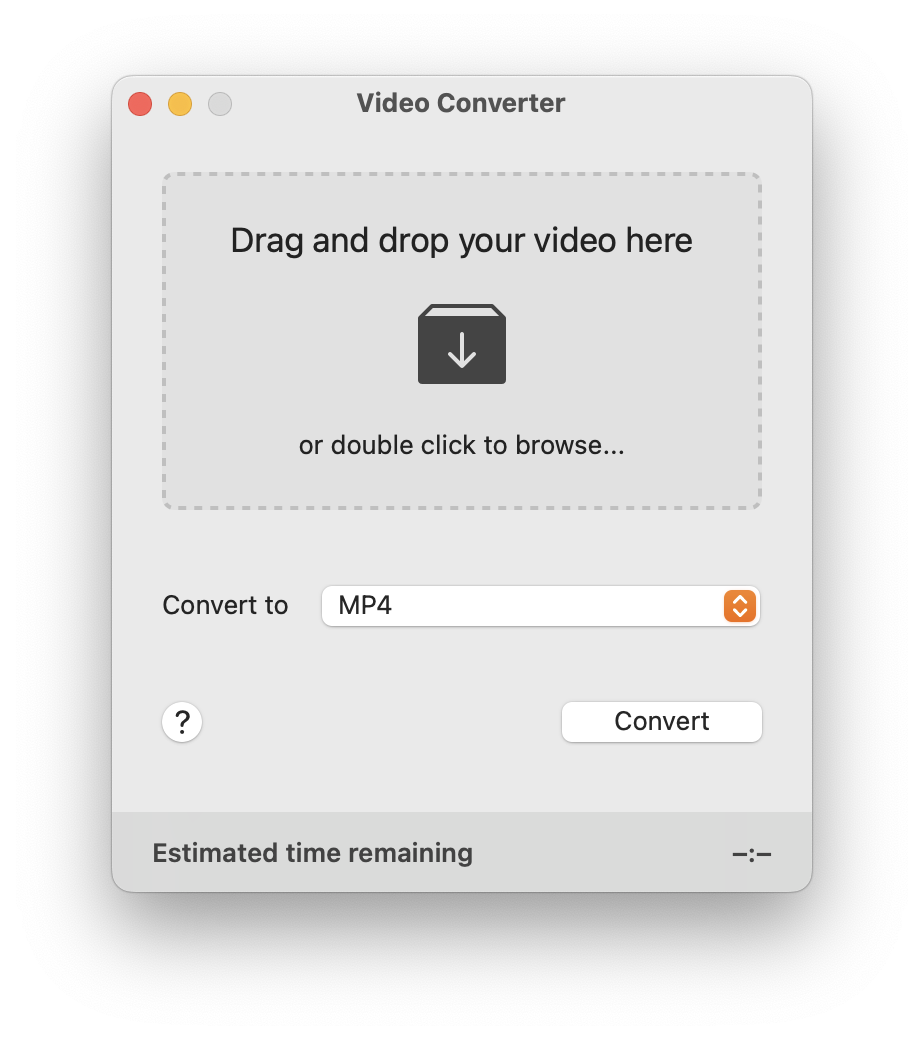 Video Converter
Drag and drop your video here
or double click to browse...
Convert to MP4
? Convert
Estimated time remaining –:–